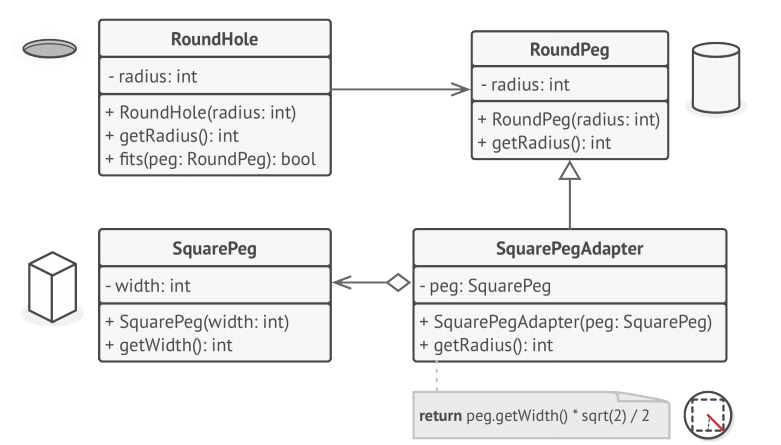 RoundHole
- radius: int
+ RoundHole(radius: int)
+ getRadius(): int
+ fits(peg: RoundPeg): bool
RoundPeg
- radius: int
+ RoundPeg(radius: int)
+ getRadius(): int
SquarePeg
- width: int
+ SquarePeg(width: int)
+ getWidth(): int
SquarePegAdapter
- peg: SquarePeg
+ SquarePegAdapter(peg: SquarePeg)
+ getRadius(): int
return peg.getWidth() * sqrt(2) / 2